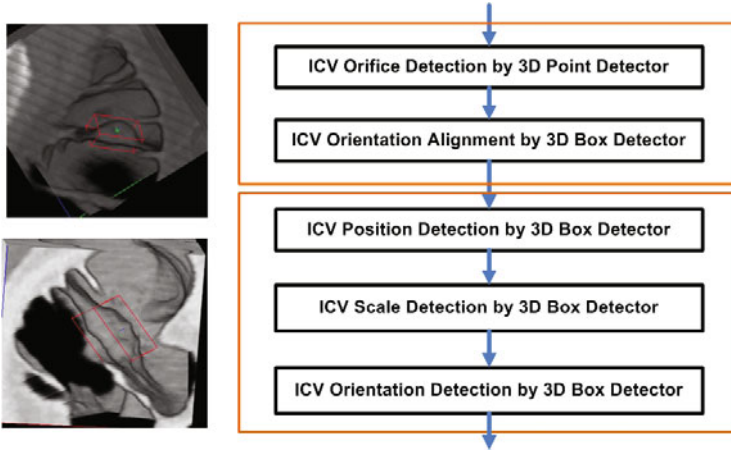 ICV Orifice Detection by 3D Point Detector
ICV Orientation Alignment by 3D Box Detector
ICV Position Detection by 3D Box Detector
ICV Scale Detection by 3D Box Detector
ICV Orientation Detection by 3D Box Detector